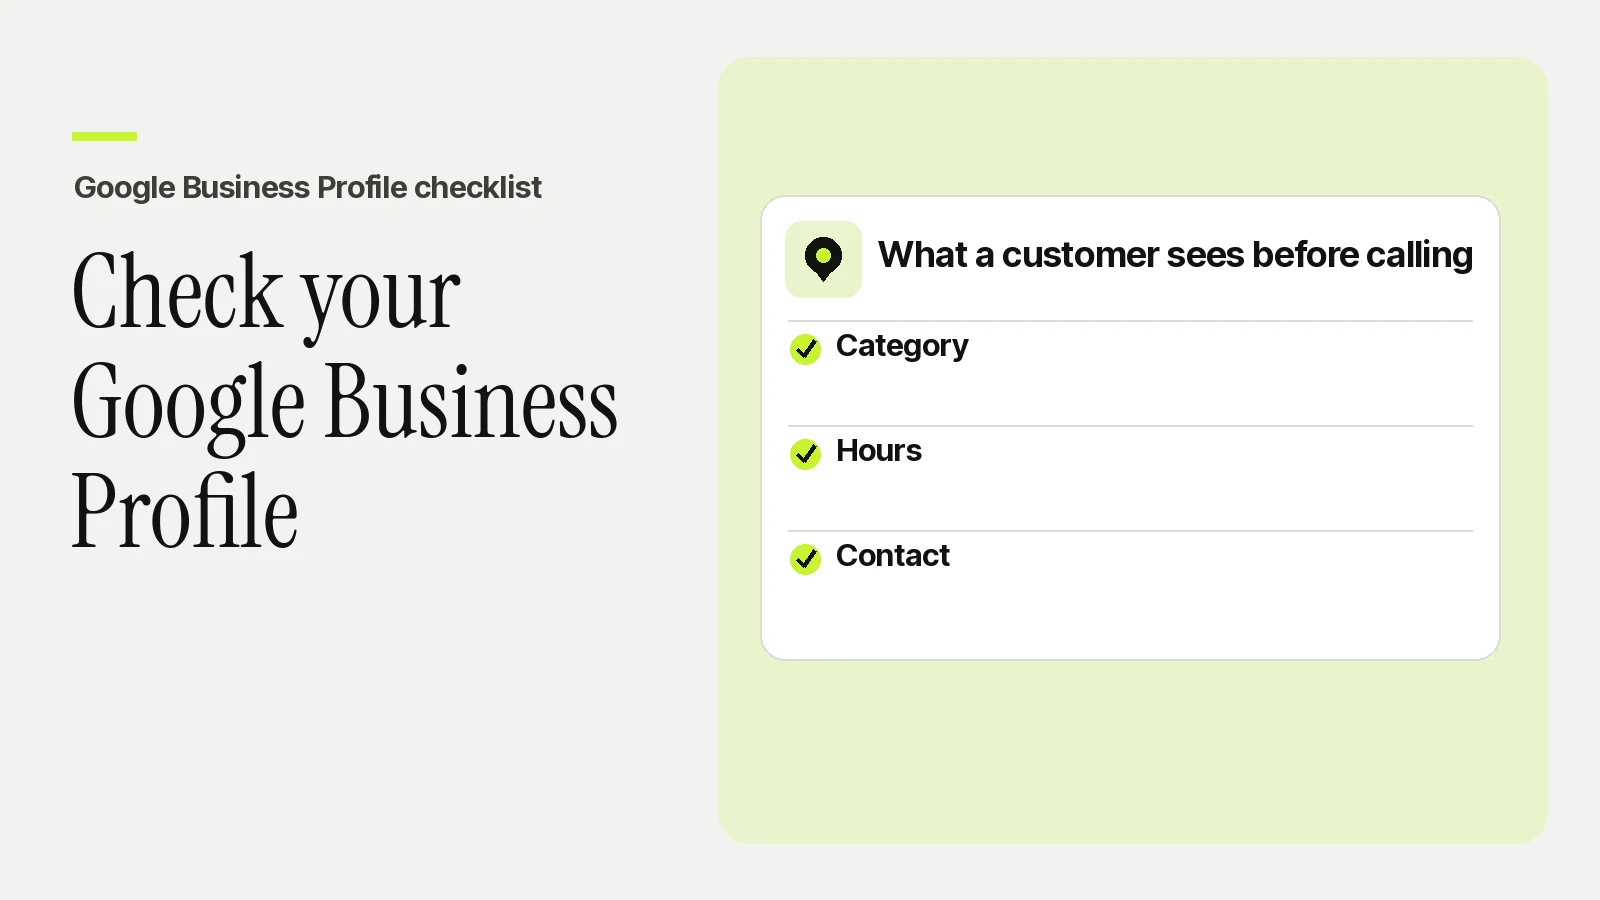 Google Business Profile checklist
Check your
Google Business
Profile
What a customer sees before calling
Category
Hours
Contact